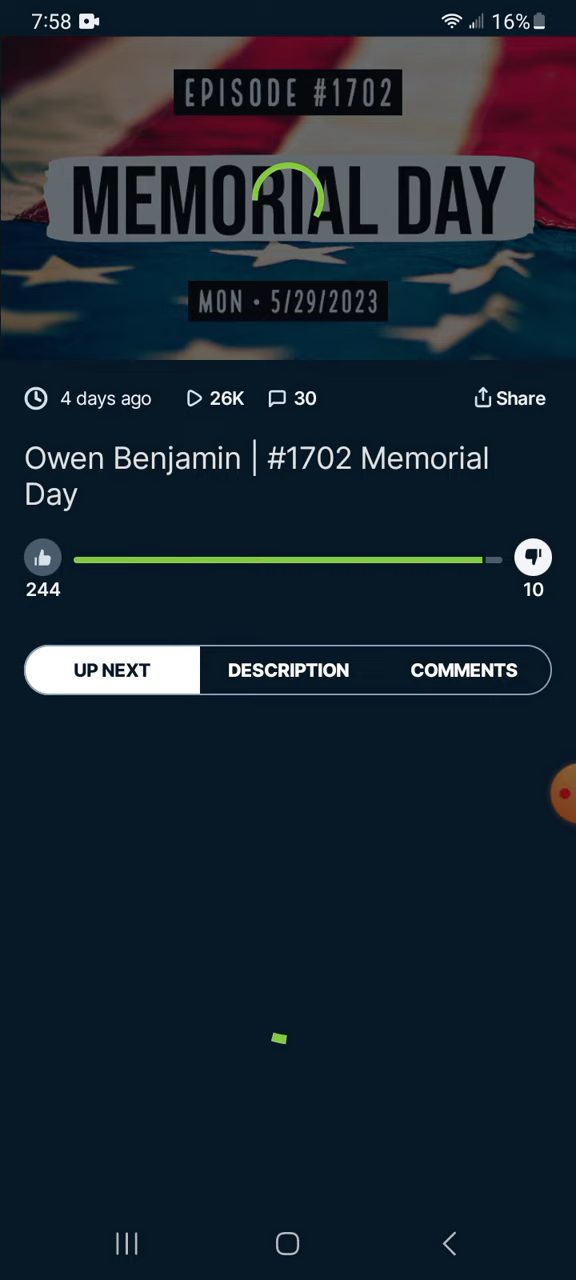 7:58
16%
EPISODE #1702
MEMORIAL DAY
MON • 5/29/2023
4 days ago 26K 30 Share
Owen Benjamin | #1702 Memorial
Day
244 10
UP NEXT DESCRIPTION COMMENTS